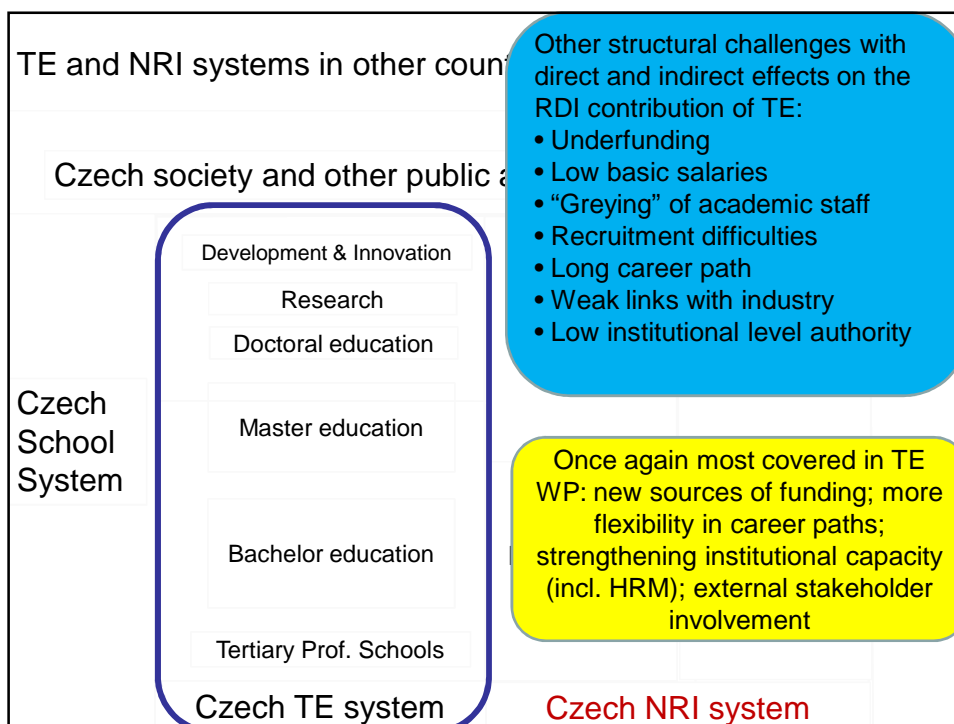 TE and NRI systems in other coun
Czech society and other public a
Development & Innovation
Research
Doctoral education
Czech
School
System
Master education
Bachelor education
Tertiary Prof. Schools
Czech TE system
Czech NRI system
Other structural challenges with
direct and indirect effects on the
RDI contribution of TE:
• Underfunding
• Low basic salaries
• “Greying” of academic staff
• Recruitment difficulties
• Long career path
• Weak links with industry
• Low institutional level authority
Once again most covered in TE
WP: new sources of funding; more
flexibility in career paths;
strengthening institutional capacity
(incl. HRM); external stakeholder
involvement